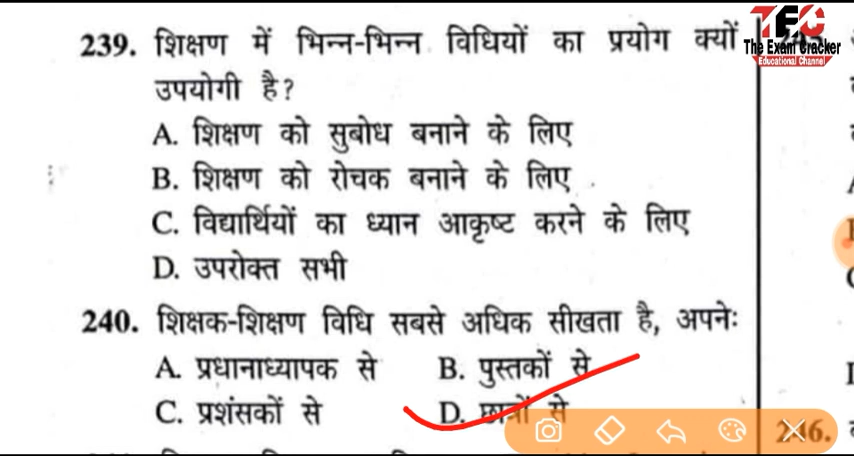 239. शिक्षण में भिन्न-भिन्न विधियों का प्रयोग क्यों
उपयोगी है?
A. शिक्षण को सुबोध बनाने के लिए
B. शिक्षण को रोचक बनाने के लिए
C. विद्यार्थियों का ध्यान आकृष्ट करने के लिए
D. उपरोक्त सभी
240. शिक्षक-शिक्षण विधि सबसे अधिक सीखता है, अपनेः
A. प्रधानाध्यापक से B. पुस्तकों से
C. प्रशंसकों से D. छात्रों से
TEC
The Exam Cracker
Educational Channel
246.